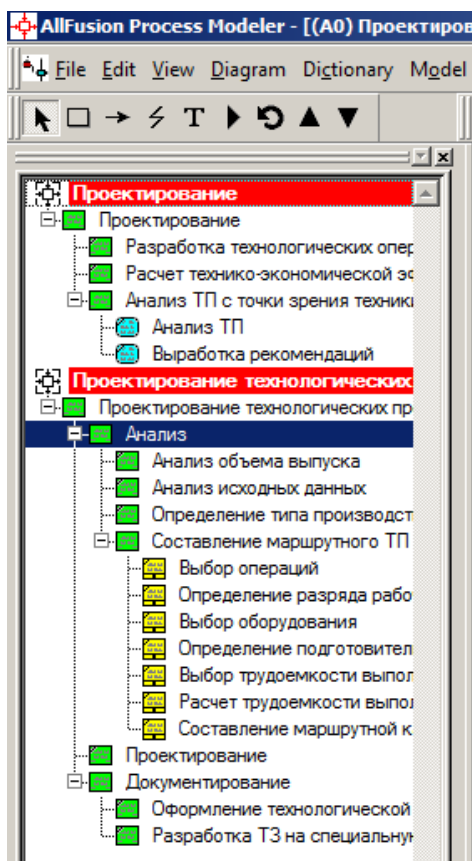 AllFusion Process Modeler - [(A0) Проектиров
File Edit View Diagram Dictionary Model
T
Проектирование
Проектирование
Разработка технологических опер
Расчет технико-экономической эф
Анализ ТП с точки зрения техники
Анализ ТП
Выработка рекомендаций
Проектирование технологических
Проектирование технологических пр
Анализ
Анализ объема выпуска
Анализ исходных данных
Определение типа производст
Составление маршрутного ТП
Выбор операций
Определение разряда рабо
Выбор оборудования
Определение подготовител
Выбор трудоемкости выпол
Расчет трудоемкости выпол
Составление маршрутной к
Проектирование
Документирование
Оформление технологической
Разработка ТЗ на специальну